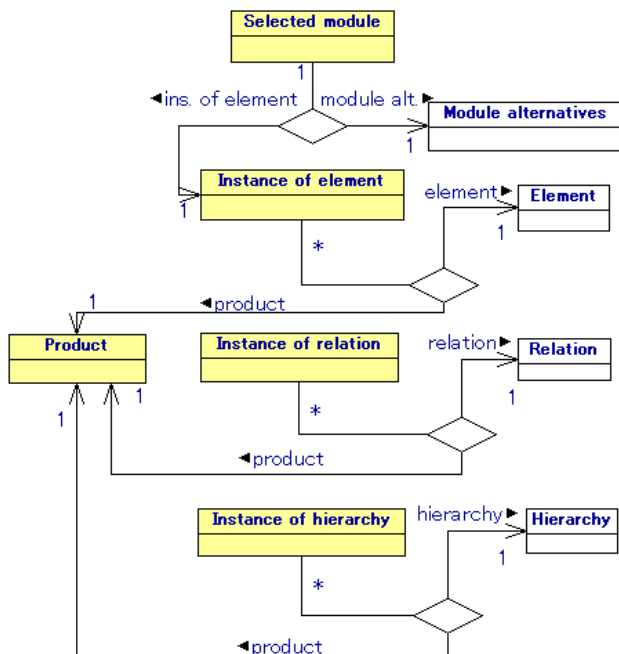 Selected module
1
◄ins. of element module alt.►
Module alternatives
1
Instance of element
1
element►
Element
1
*
1
◄product
Product
Instance of relation
relation►
Relation
1
1
1
*
◄product
Instance of hierarchy
hierarchy►
Hierarchy
1
*
◄product